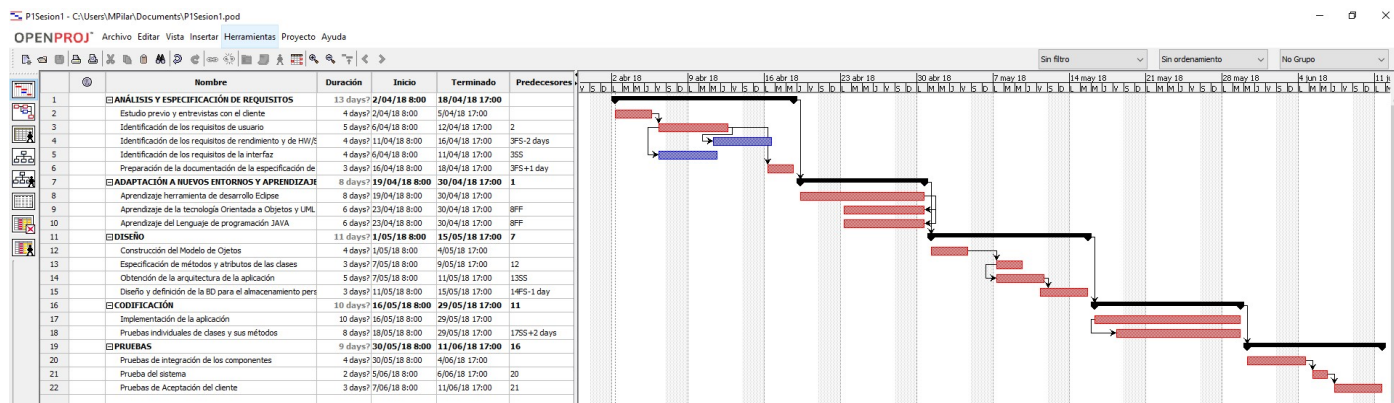 P1Sesion1 - C:\Users\MPilar\Documents\P1Sesion1.pod
OPENPROJ Archivo Editar Vista Insertar Herramientas Proyecto Ayuda
Sin filtro Sin ordenamiento No Grupo
Nombre Duración Inicio Terminado Predecesores
2 abr 18 9 abr 18 16 abr 18 23 abr 18 30 abr 18 7 may 18 14 may 18 21 may 18 28 may 18 4 jun 18
V S D L M M J V S D L M M J V S D L M M J V S D L M M J V S D L M M J V S D L M M J V S D L M M J V S D L M M J V S D L M M J V S D L M M J V S D L
1 ANÁLISIS Y ESPECIFICACIÓN DE REQUISITOS 13 days? 2/04/18 8:00 18/04/18 17:00
2 Estudio previo y entrevistas con el cliente 4 days? 2/04/18 8:00 5/04/18 17:00
3 Identificación de los requisitos de usuario 5 days? 6/04/18 8:00 12/04/18 17:00 2
4 Identificación de los requisitos de rendimiento y de HW/S 4 days? 11/04/18 8:00 16/04/18 17:00 3FS-2 days
5 Identificación de los requisitos de la interfaz 4 days? 6/04/18 8:00 11/04/18 17:00 3SS
6 Preparación de la documentación de la especificación de 3 days? 16/04/18 8:00 18/04/18 17:00 3FS+1 day
7 ADAPTACIÓN A NUEVOS ENTORNOS Y APRENDIZAJE 8 days? 19/04/18 8:00 30/04/18 17:00 1
8 Aprendizaje herramienta de desarrollo Eclipse 8 days? 19/04/18 8:00 30/04/18 17:00
9 Aprendizaje de la tecnología Orientada a Objetos y UML 6 days? 23/04/18 8:00 30/04/18 17:00 8FF
10 Aprendizaje del Lenguaje de programación JAVA 6 days? 23/04/18 8:00 30/04/18 17:00 8FF
11 DISEÑO 11 days? 1/05/18 8:00 15/05/18 17:00 7
12 Construcción del Modelo de Ojetos 4 days? 1/05/18 8:00 4/05/18 17:00
13 Especificación de métodos y atributos de las clases 3 days? 7/05/18 8:00 9/05/18 17:00 12
14 Obtención de la arquitectura de la aplicación 5 days? 7/05/18 8:00 11/05/18 17:00 13SS
15 Diseño y definición de la BD para el almacenamiento pers 3 days? 11/05/18 8:00 15/05/18 17:00 14FS-1 day
16 CODIFICACIÓN 10 days? 16/05/18 8:00 29/05/18 17:00 11
17 Implementación de la aplicación 10 days? 16/05/18 8:00 29/05/18 17:00
18 Pruebas individuales de clases y sus métodos 8 days? 18/05/18 8:00 29/05/18 17:00 17SS+2 days
19 PRUEBAS 9 days? 30/05/18 8:00 11/06/18 17:00 16
20 Pruebas de integración de los componentes 4 days? 30/05/18 8:00 4/06/18 17:00
21 Prueba del sistema 2 days? 5/06/18 8:00 6/06/18 17:00 20
22 Pruebas de Aceptación del cliente 3 days? 7/06/18 8:00 11/06/18 17:00 21